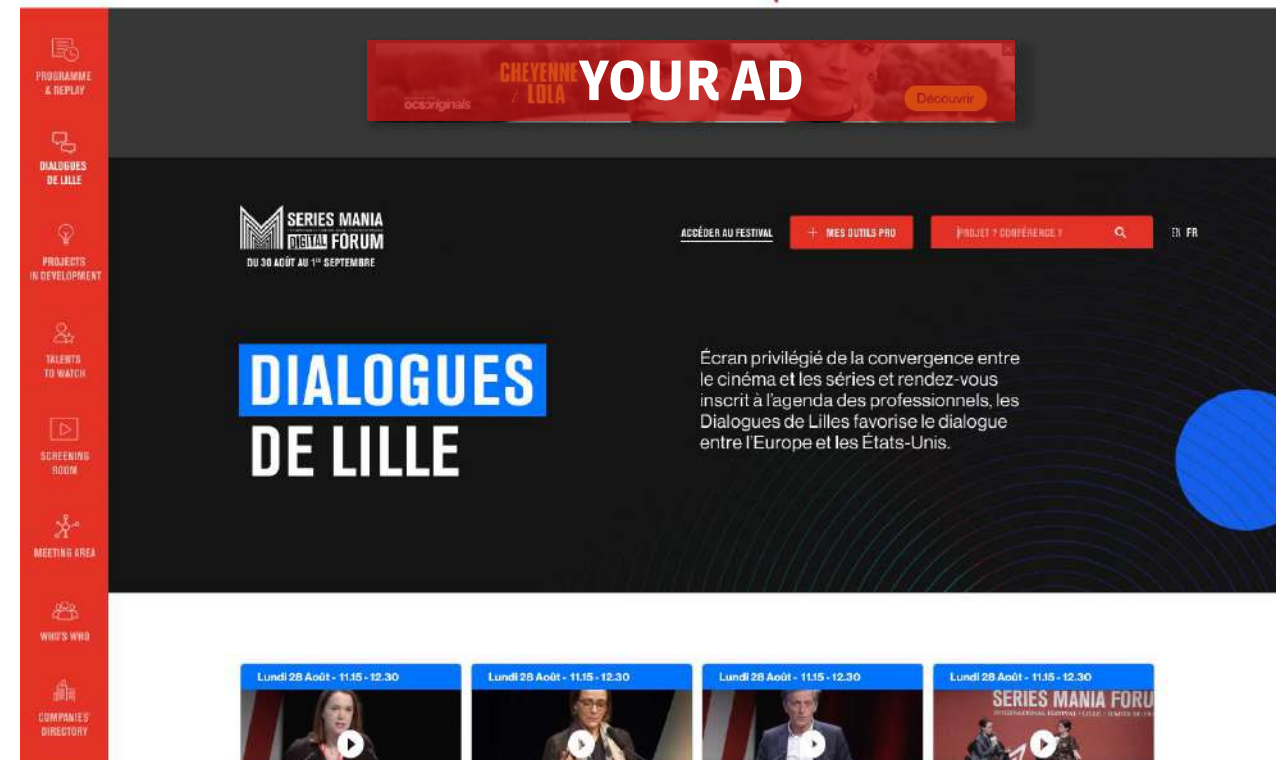 PROGRAMME
& REPLAY
DIALOGUES
DE LILLE
PROJECTS
IN DEVELOPMENT
TALENTS
TO WATCH
SCREENING
ROOM
MEETING AREA
WHO'S WHO
COMPANIES'
DIRECTORY
CHEYENNE
& LOLA
YOUR AD
ocsoriginals
Découvrir
SERIES MANIA
DIGITAL FORUM
DU 30 AOÛT AU 1ER SEPTEMBRE
ACCÉDER AU FESTIVAL
+ MES OUTILS PRO
PROJET ? CONFÉRENCE ?
EN FR
DIALOGUES
DE LILLE
Écran privilégié de la convergence entre
le cinéma et les séries et rendez-vous
inscrit à l'agenda des professionnels, les
Dialogues de Lilles favorise le dialogue
entre l'Europe et les États-Unis.
Lundi 28 Août - 11.15 - 12.30
Lundi 28 Août - 11.15 - 12.30
Lundi 28 Août - 11.15 - 12.30
Lundi 28 Août - 11.15 - 12.30
SERIES MANIA FORU